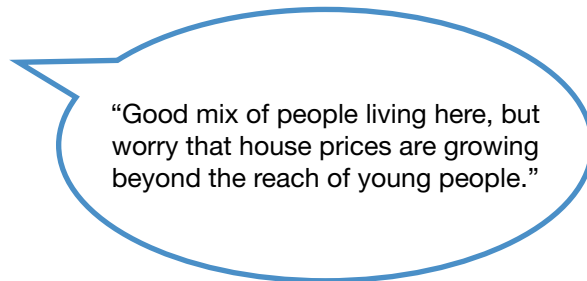 “Good mix of people living here, but
worry that house prices are growing
beyond the reach of young people.”